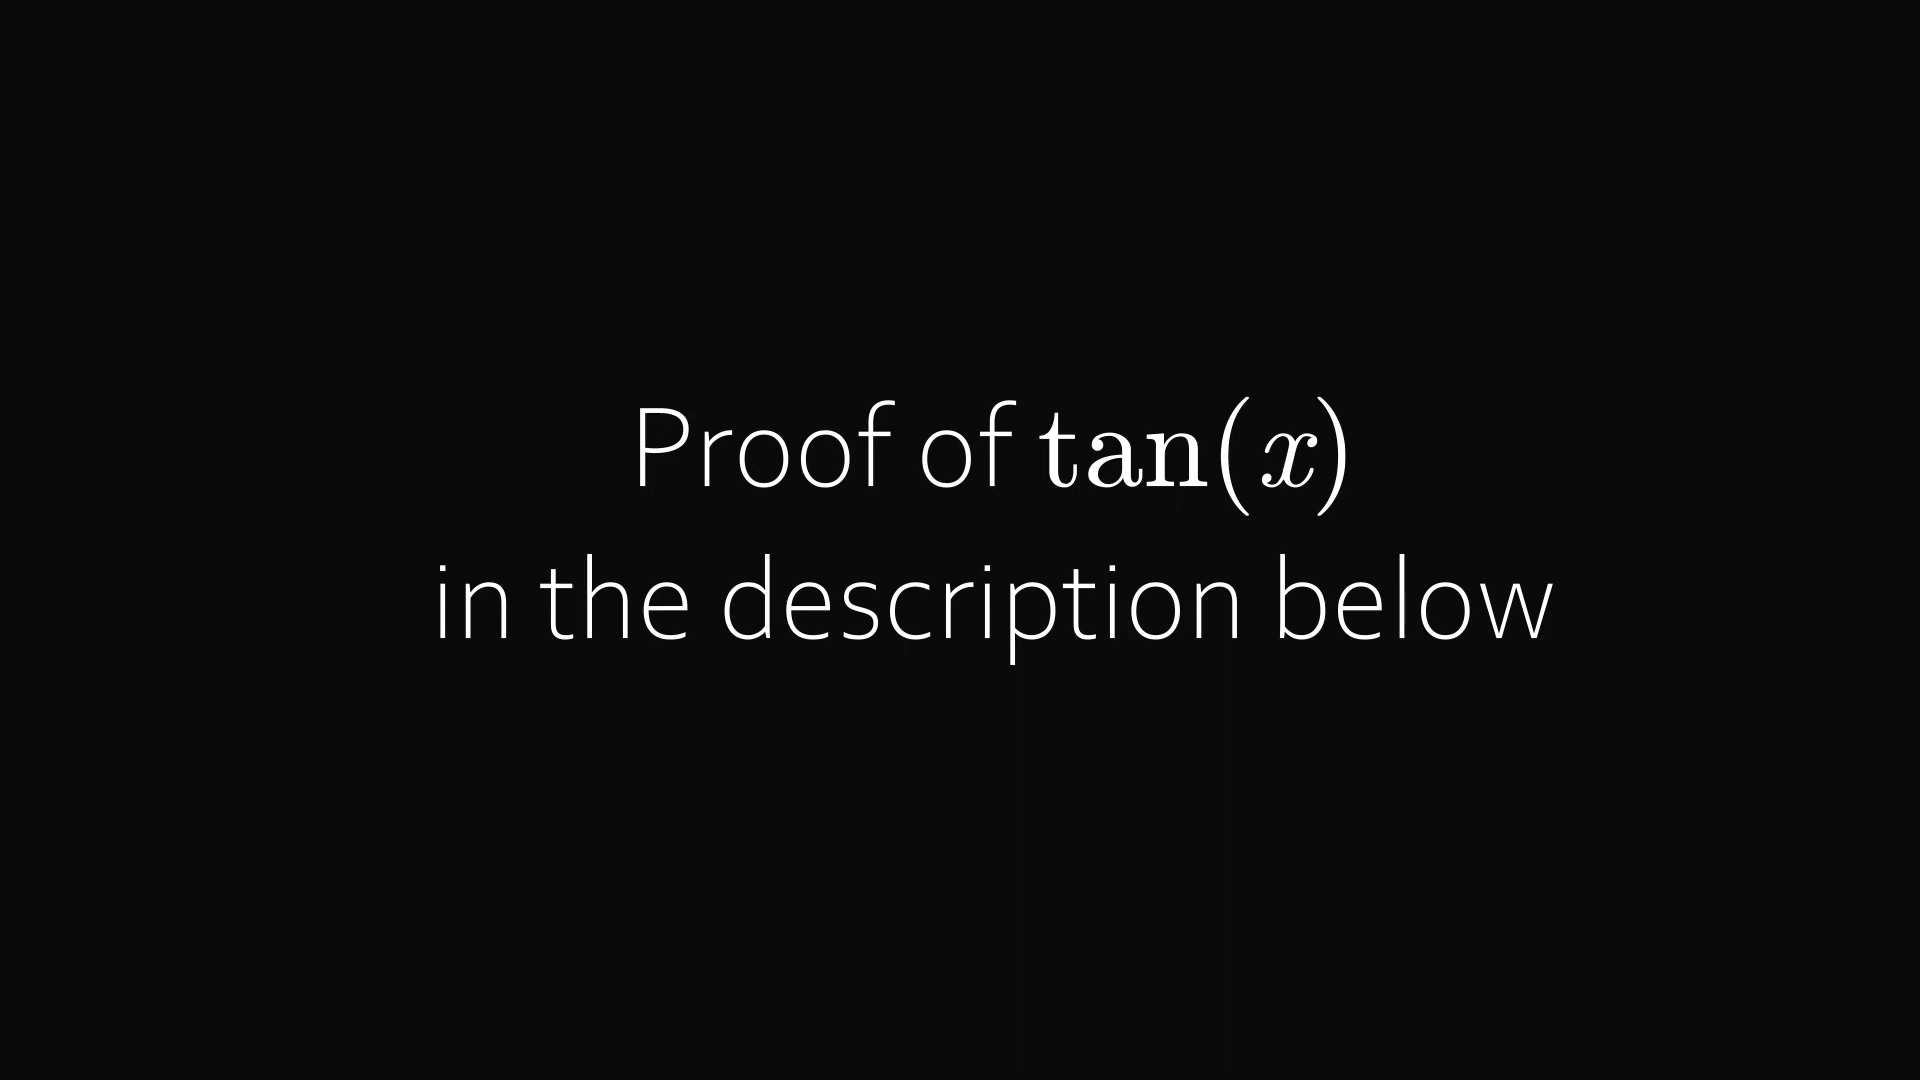 Proof of tan(x)
in the description below